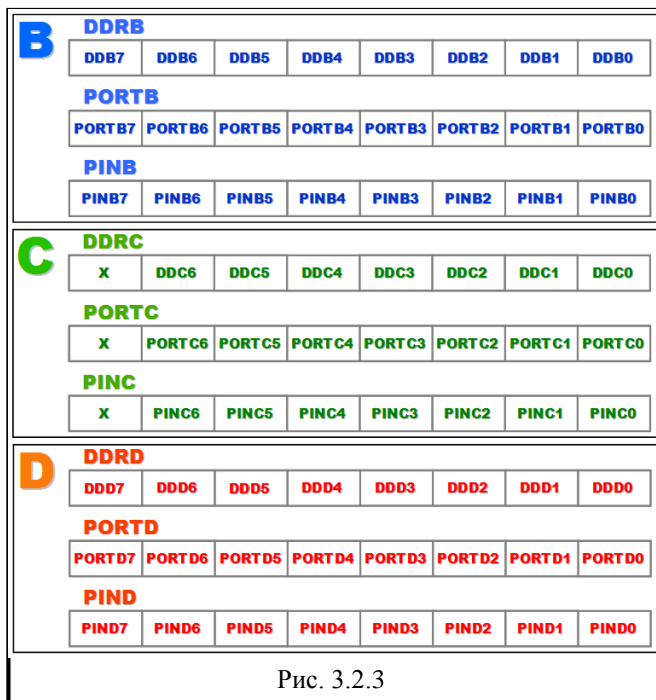 B
DDRB
DDB7 DDB6 DDB5 DDB4 DDB3 DDB2 DDB1 DDB0
PORTB
PORTB7 PORTB6 PORTB5 PORTB4 PORTB3 PORTB2 PORTB1 PORTB0
PINB
PINB7 PINB6 PINB5 PINB4 PINB3 PINB2 PINB1 PINB0
C
DDRC
X DDC6 DDC5 DDC4 DDC3 DDC2 DDC1 DDC0
PORTC
X PORTC6 PORTC5 PORTC4 PORTC3 PORTC2 PORTC1 PORTC0
PINC
X PINC6 PINC5 PINC4 PINC3 PINC2 PINC1 PINC0
D
DDRD
DDD7 DDD6 DDD5 DDD4 DDD3 DDD2 DDD1 DDD0
PORTD
PORTD7 PORTD6 PORTD5 PORTD4 PORTD3 PORTD2 PORTD1 PORTD0
PIND
PIND7 PIND6 PIND5 PIND4 PIND3 PIND2 PIND1 PIND0
Рис. 3.2.3